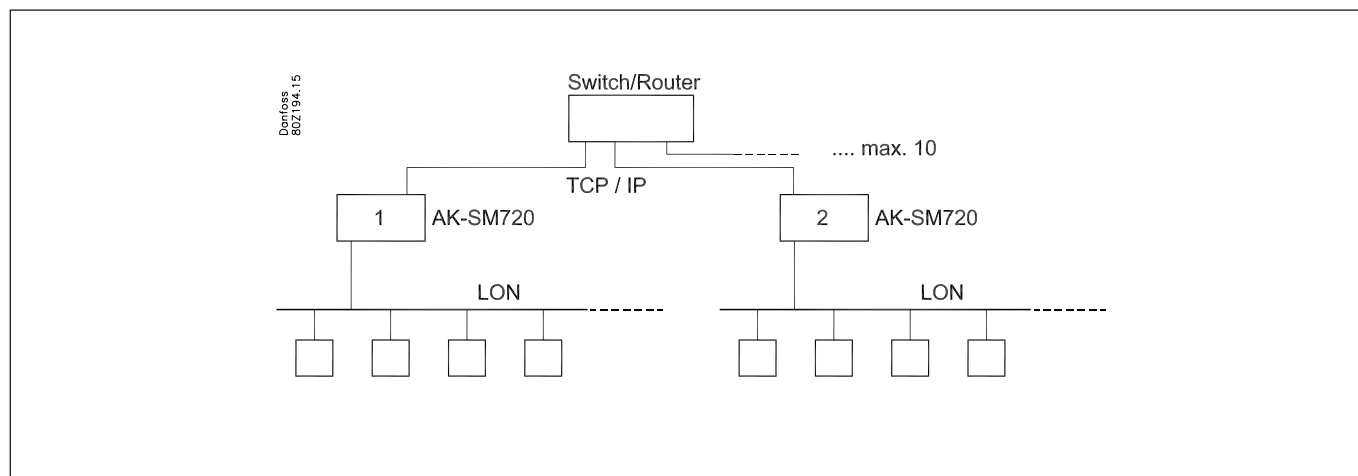 Danfoss
80Z194.15
Switch/Router
.... max. 10
TCP / IP
1
AK-SM720
2
AK-SM720
LON
LON